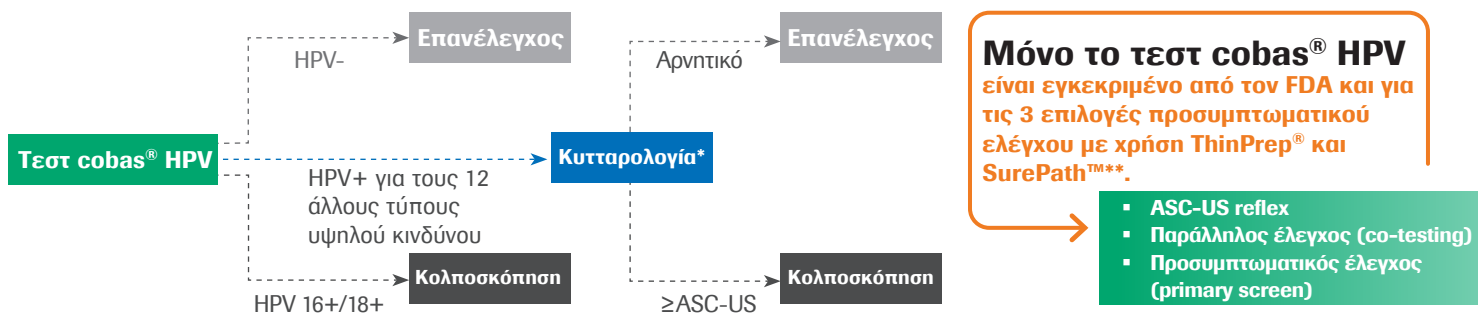 Τεστ cobas® HPV
HPV-
Επανέλεγχος
HPV+ για τους 12
άλλους τύπους
υψηλού κινδύνου
HPV 16+/18+
Κολποσκόπηση
Κυτταρολογία*
Αρνητικό
Επανέλεγχος
≥ASC-US
Κολποσκόπηση
Μόνο το τεστ cobas® HPV
είναι εγκεκριμένο από τον FDA και για
τις 3 επιλογές προσυμπτωματικού
ελέγχου με χρήση ThinPrep® και
SurePath™**.
▪ ASC-US reflex
▪ Παράλληλος έλεγχος (co-testing)
▪ Προσυμπτωματικός έλεγχος
(primary screen)